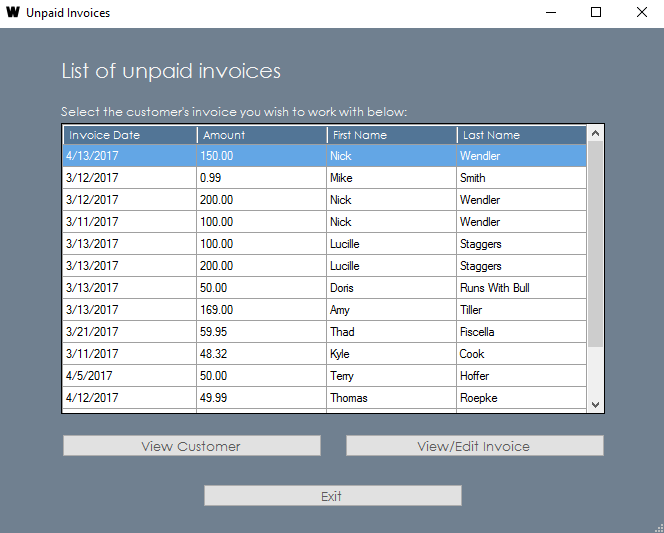 W Unpaid Invoices
List of unpaid invoices
Select the customer's invoice you wish to work with below:
Invoice Date Amount First Name Last Name
4/13/2017 150.00 Nick Wendler
3/12/2017 0.99 Mike Smith
3/12/2017 200.00 Nick Wendler
3/11/2017 100.00 Nick Wendler
3/13/2017 100.00 Lucille Staggers
3/13/2017 200.00 Lucille Staggers
3/13/2017 50.00 Doris Runs With Bull
3/13/2017 169.00 Amy Tiller
3/21/2017 59.95 Thad Fiscella
3/11/2017 48.32 Kyle Cook
4/5/2017 50.00 Terry Hoffer
4/12/2017 49.99 Thomas Roepke
View Customer View/Edit Invoice
Exit